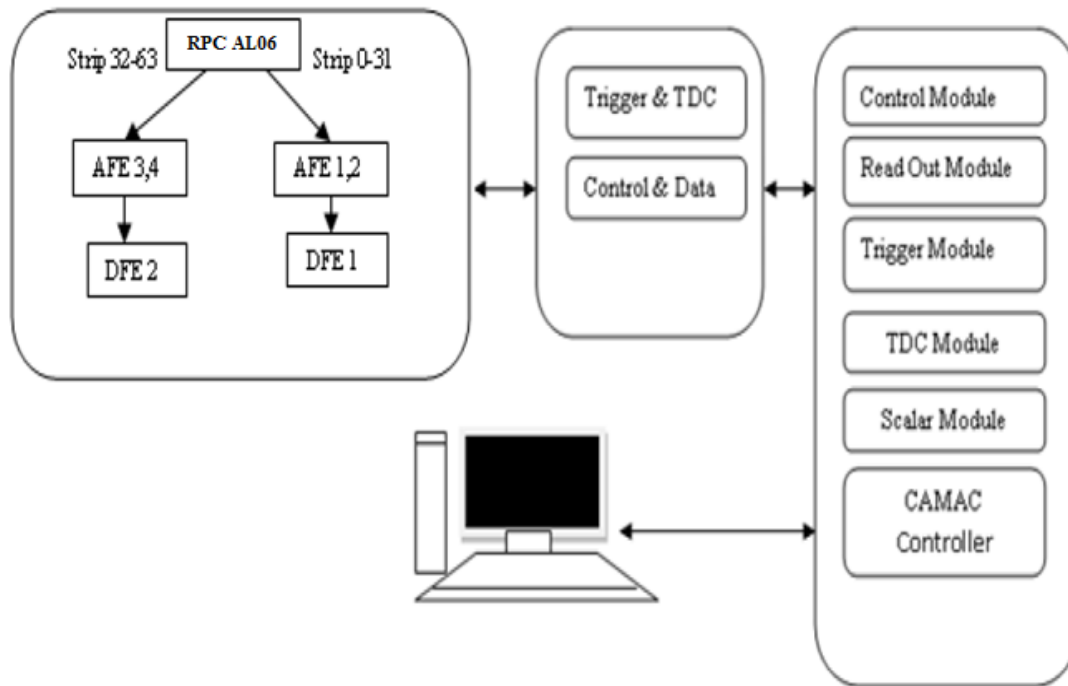 RPC AL06
Strip 32-63
Strip 0-31
AFE 3,4
AFE 1,2
DFE 2
DFE 1
Trigger & TDC
Control & Data
Control Module
Read Out Module
Trigger Module
TDC Module
Scalar Module
CAMAC
Controller